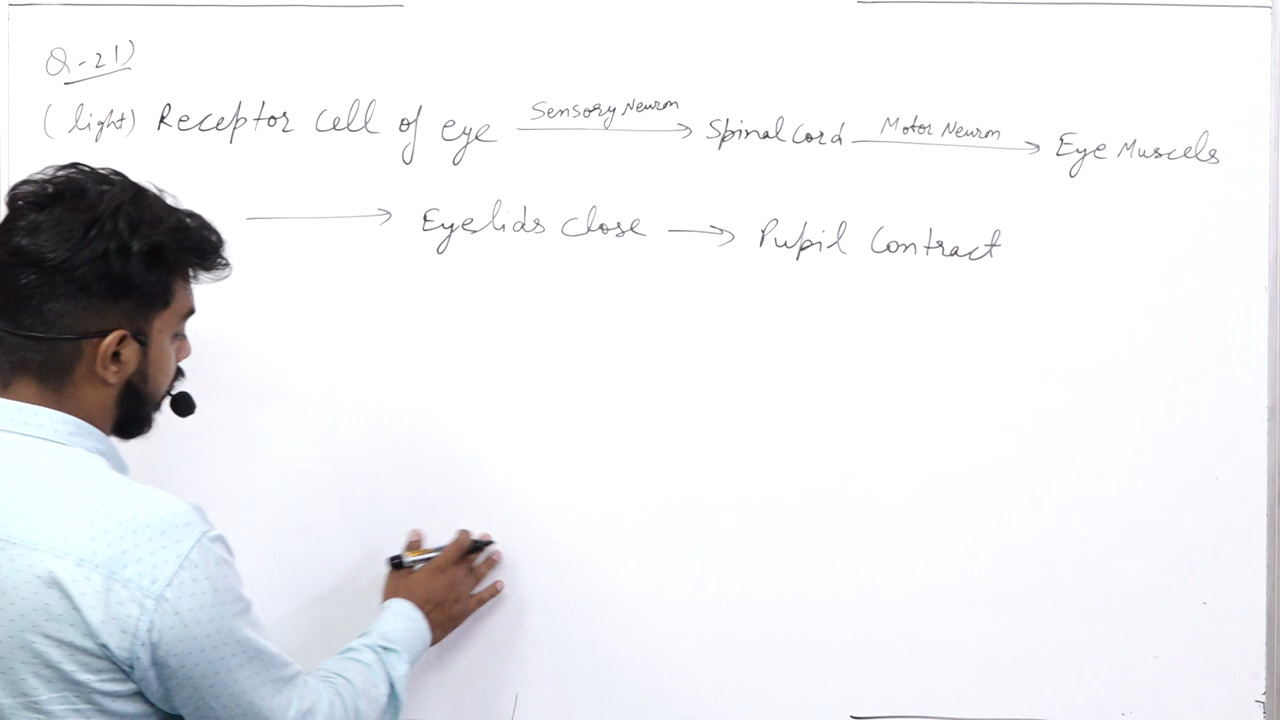 Q-21)
(light) Receptor cell of eye Sensory Neuron → Spinal Cord Motor Neuron → Eye Muscels
→ Eyelids close → Pupil Contract